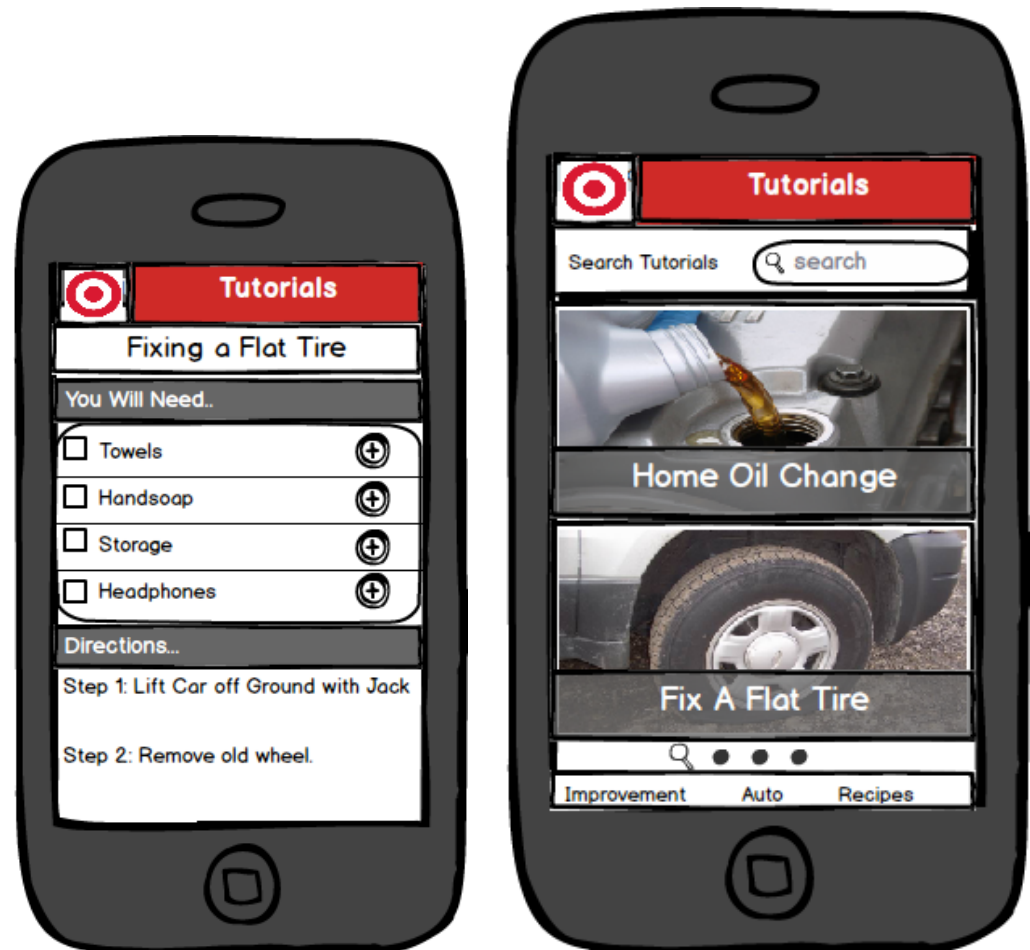 Tutorials
Fixing a Flat Tire
You Will Need..
Towels
Handsoap
Storage
Headphones
Directions...
Step 1: Lift Car off Ground with Jack
Step 2: Remove old wheel.
Tutorials
Search Tutorials search
Home Oil Change
Fix A Flat Tire
Improvement Auto Recipes